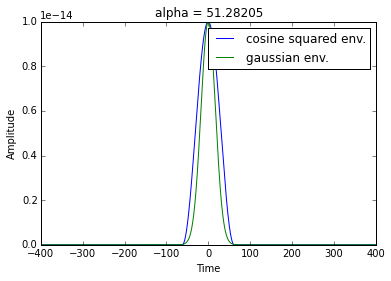 alpha = 51.28205
1e−14
1.0
0.8
0.6
0.4
0.2
0.0
Amplitude
cosine squared env.
gaussian env.
−400 −300 −200 −100 0 100 200 300 400
Time